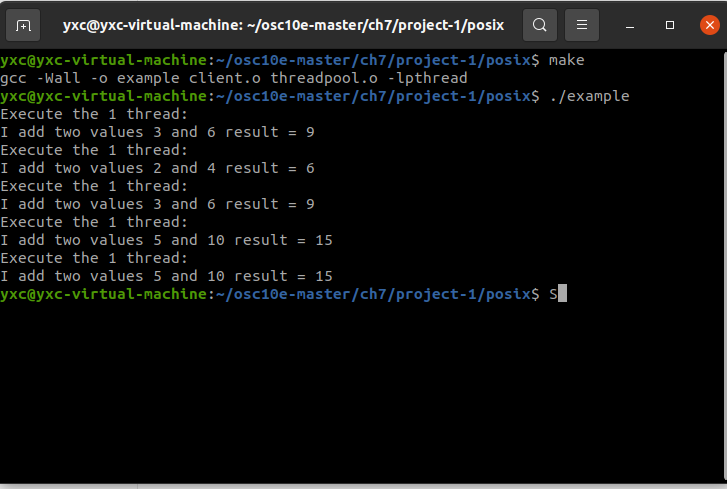 yxc@yxc-virtual-machine: ~/osc10e-master/ch7/project-1/posix
yxc@yxc-virtual-machine:~/osc10e-master/ch7/project-1/posix$ make
gcc -Wall -o example client.o threadpool.o -lpthread
yxc@yxc-virtual-machine:~/osc10e-master/ch7/project-1/posix$ ./example
Execute the 1 thread:
I add two values 3 and 6 result = 9
Execute the 1 thread:
I add two values 2 and 4 result = 6
Execute the 1 thread:
I add two values 3 and 6 result = 9
Execute the 1 thread:
I add two values 5 and 10 result = 15
Execute the 1 thread:
I add two values 5 and 10 result = 15
yxc@yxc-virtual-machine:~/osc10e-master/ch7/project-1/posix$ S